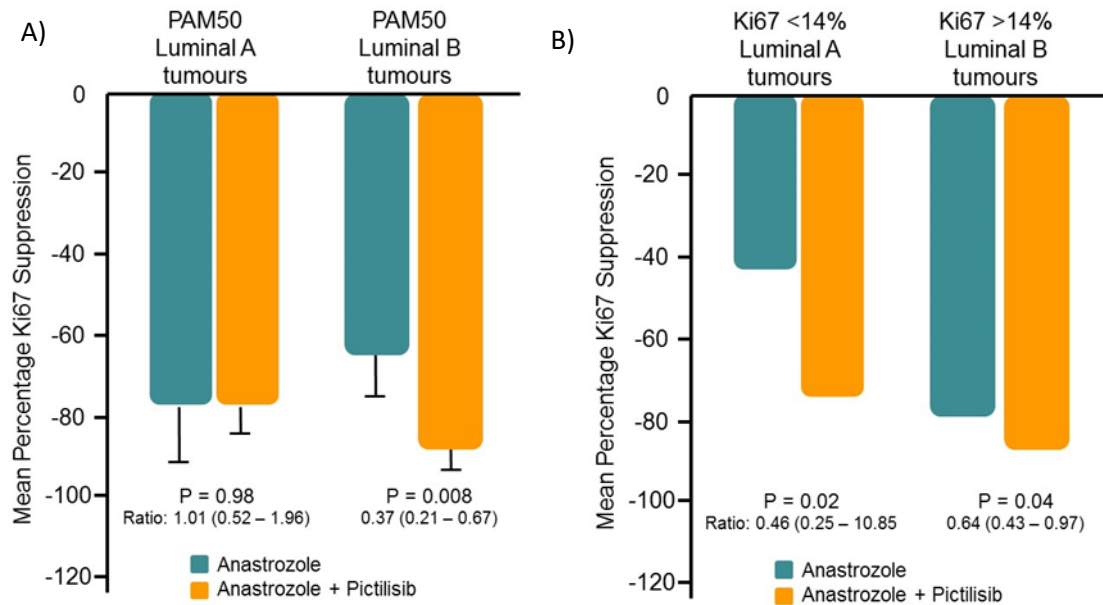 A)
PAM50
Luminal A
tumours
PAM50
Luminal B
tumours
0
-20
-40
-60
-80
-100
-120
Mean Percentage Ki67 Suppression
P = 0.98
Ratio: 1.01 (0.52 – 1.96)
P = 0.008
0.37 (0.21 – 0.67)
Anastrozole
Anastrozole + Pictilisib
B)
Ki67 <14%
Luminal A
tumours
Ki67 >14%
Luminal B
tumours
0
-20
-40
-60
-80
-100
-120
Mean Percentage Ki67 Suppression
P = 0.02
Ratio: 0.46 (0.25 – 10.85
P = 0.04
0.64 (0.43 – 0.97)
Anastrozole
Anastrozole + Pictilisib